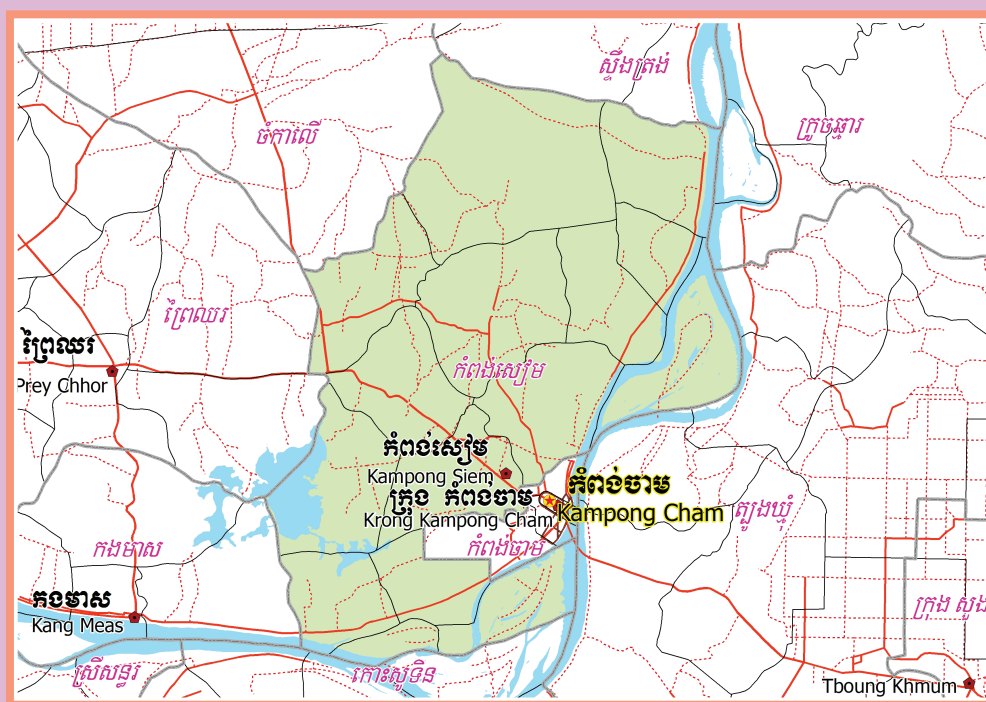 ស្ទឹងត្រង់
ចំការលើ
ក្រូចឆ្មារ
ព្រៃឈរ
ព្រៃឈរ
Prey Chhor
កំពង់សៀម
កំពង់សៀម
Kampong Siem
ក្រុង កំពង់ចាម
Krong Kampong Cham
កំពង់ចាម
Kampong Cham
ត្បូងឃ្មុំ
កំពង់ចាម
កងមាស
កងមាស
Kang Meas
ក្រុង សួង
ស្រីសន្ធរ
កោះសូទិន
Tboung Khmum